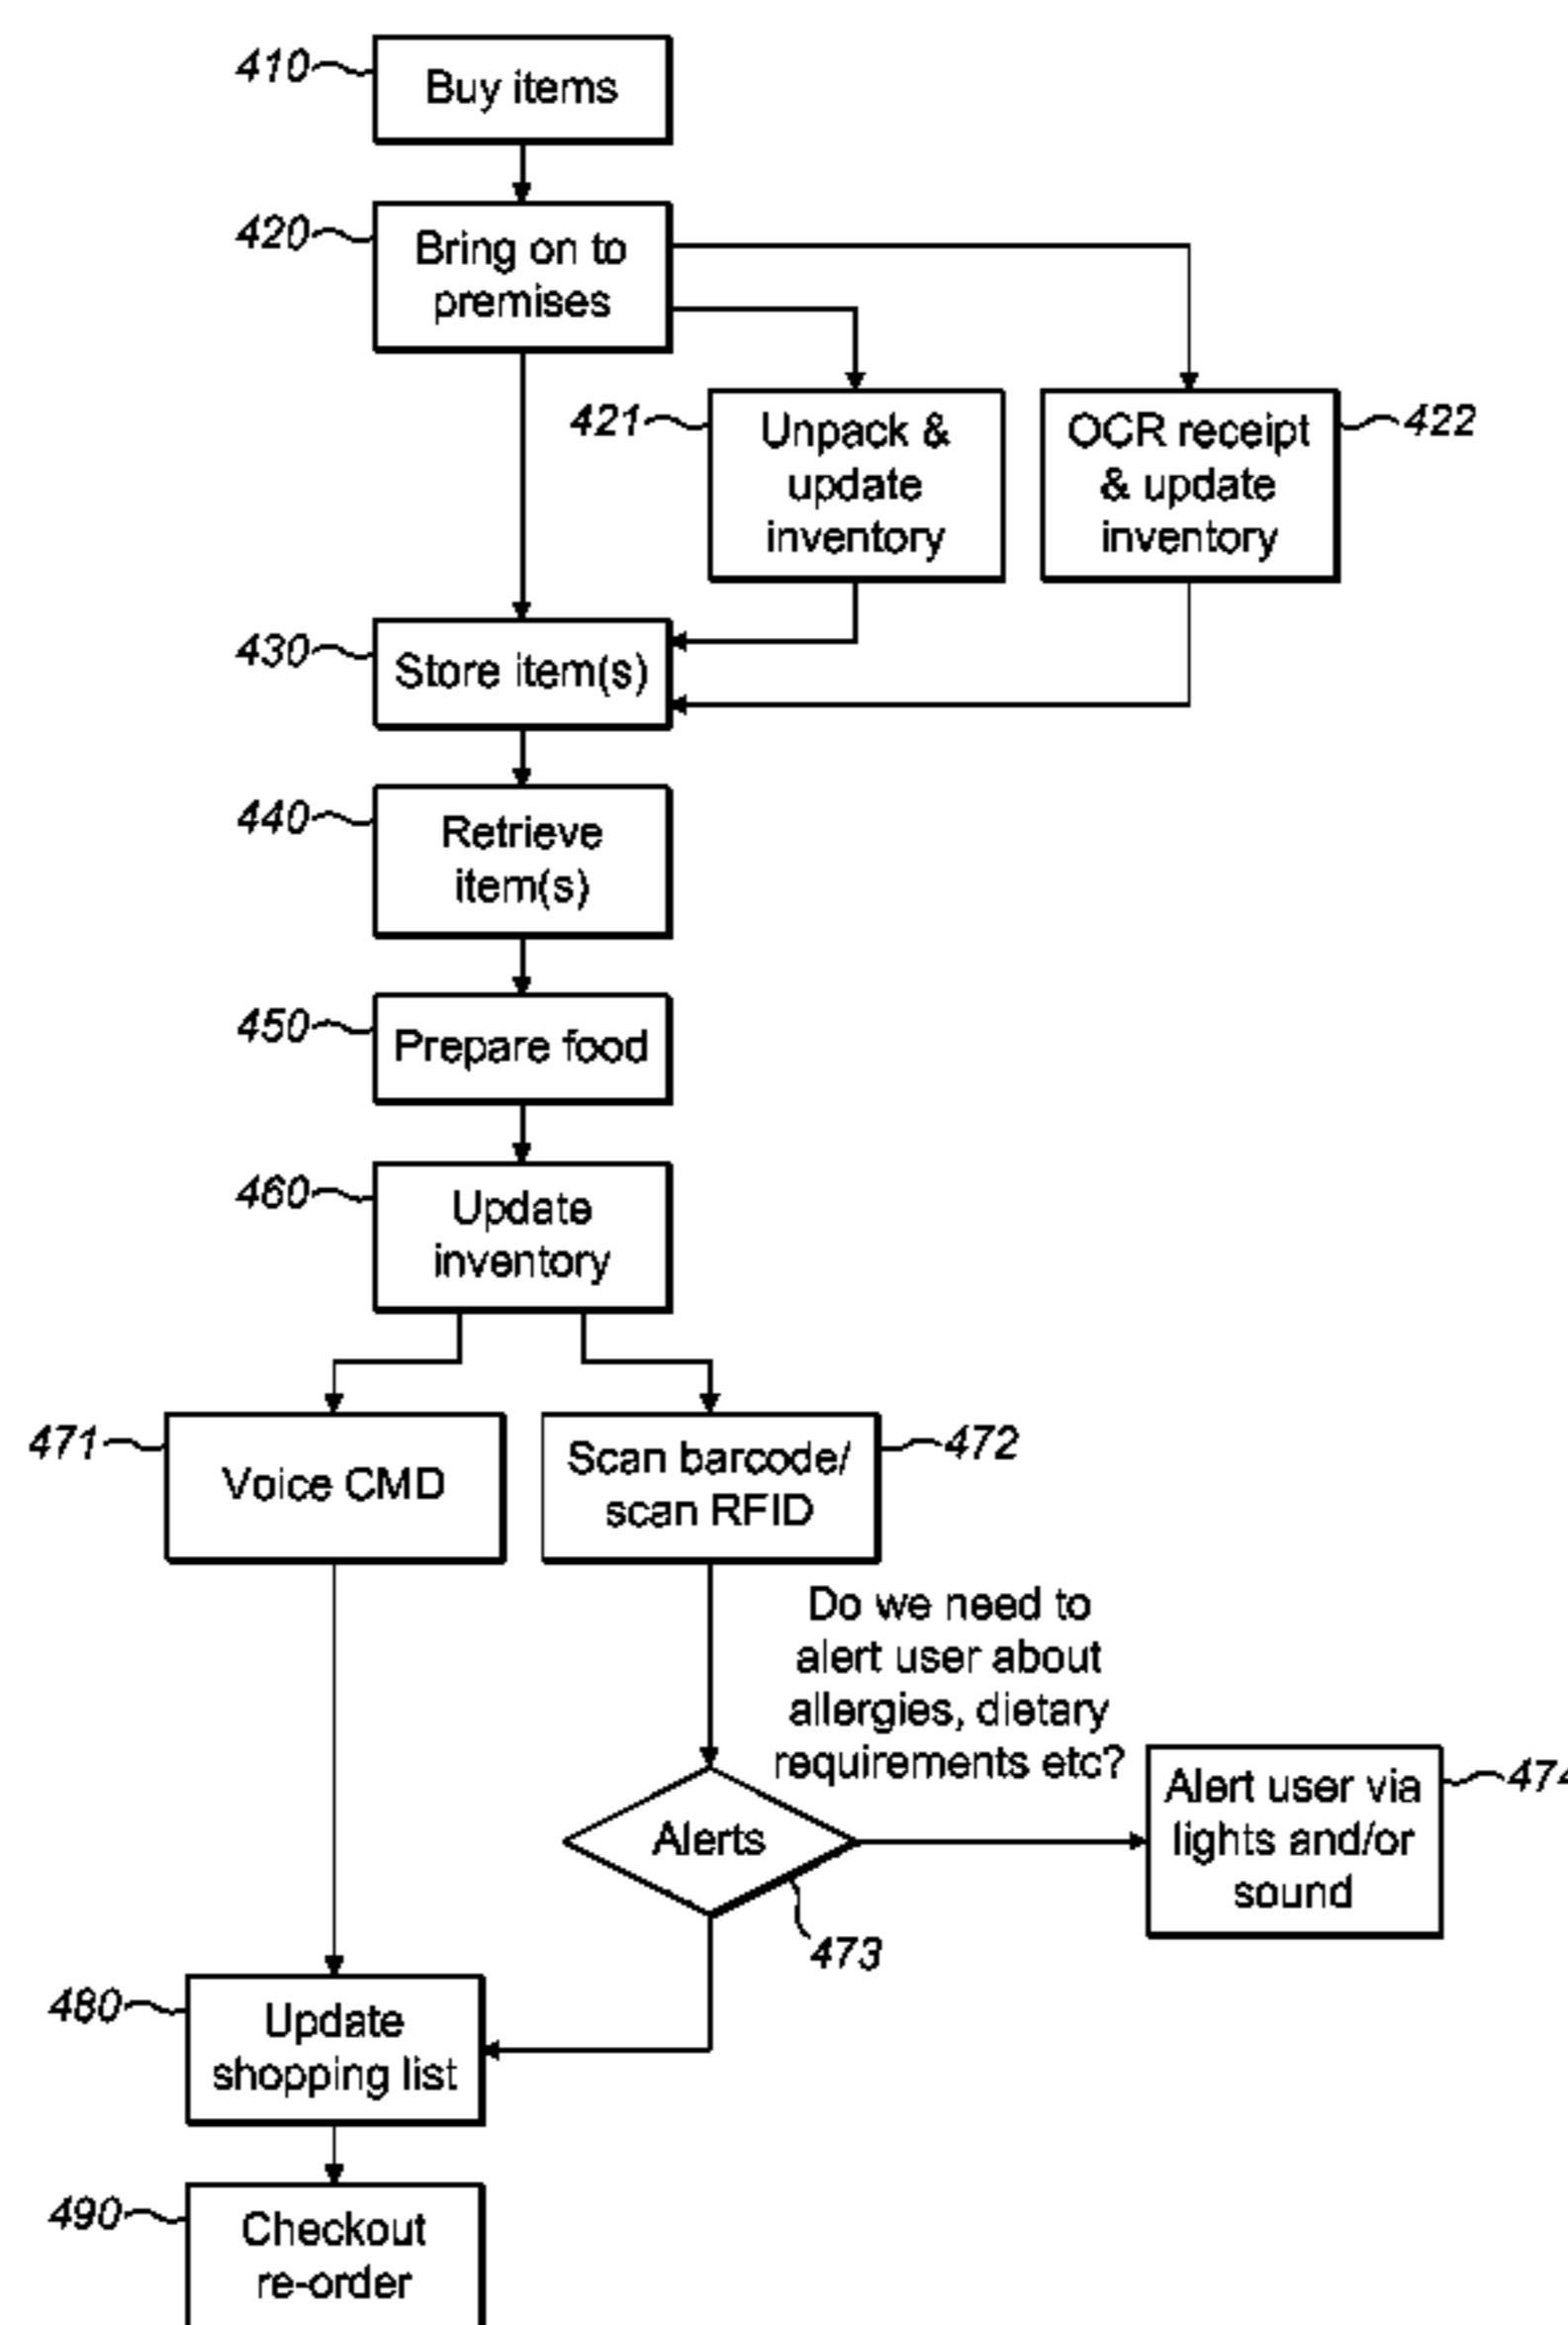 410
Buy items
420
Bring on to
premises
421
Unpack &
update
inventory
OCR receipt
& update
inventory
422
430
Store item(s)
440
Retrieve
item(s)
450
Prepare food
460
Update
inventory
471
Voice CMD
Scan barcode/
scan RFID
472
Do we need to
alert user about
allergies, dietary
requirements etc?
Alerts
473
Alert user via
lights and/or
sound
474
480
Update
shopping list
490
Checkout
re-order